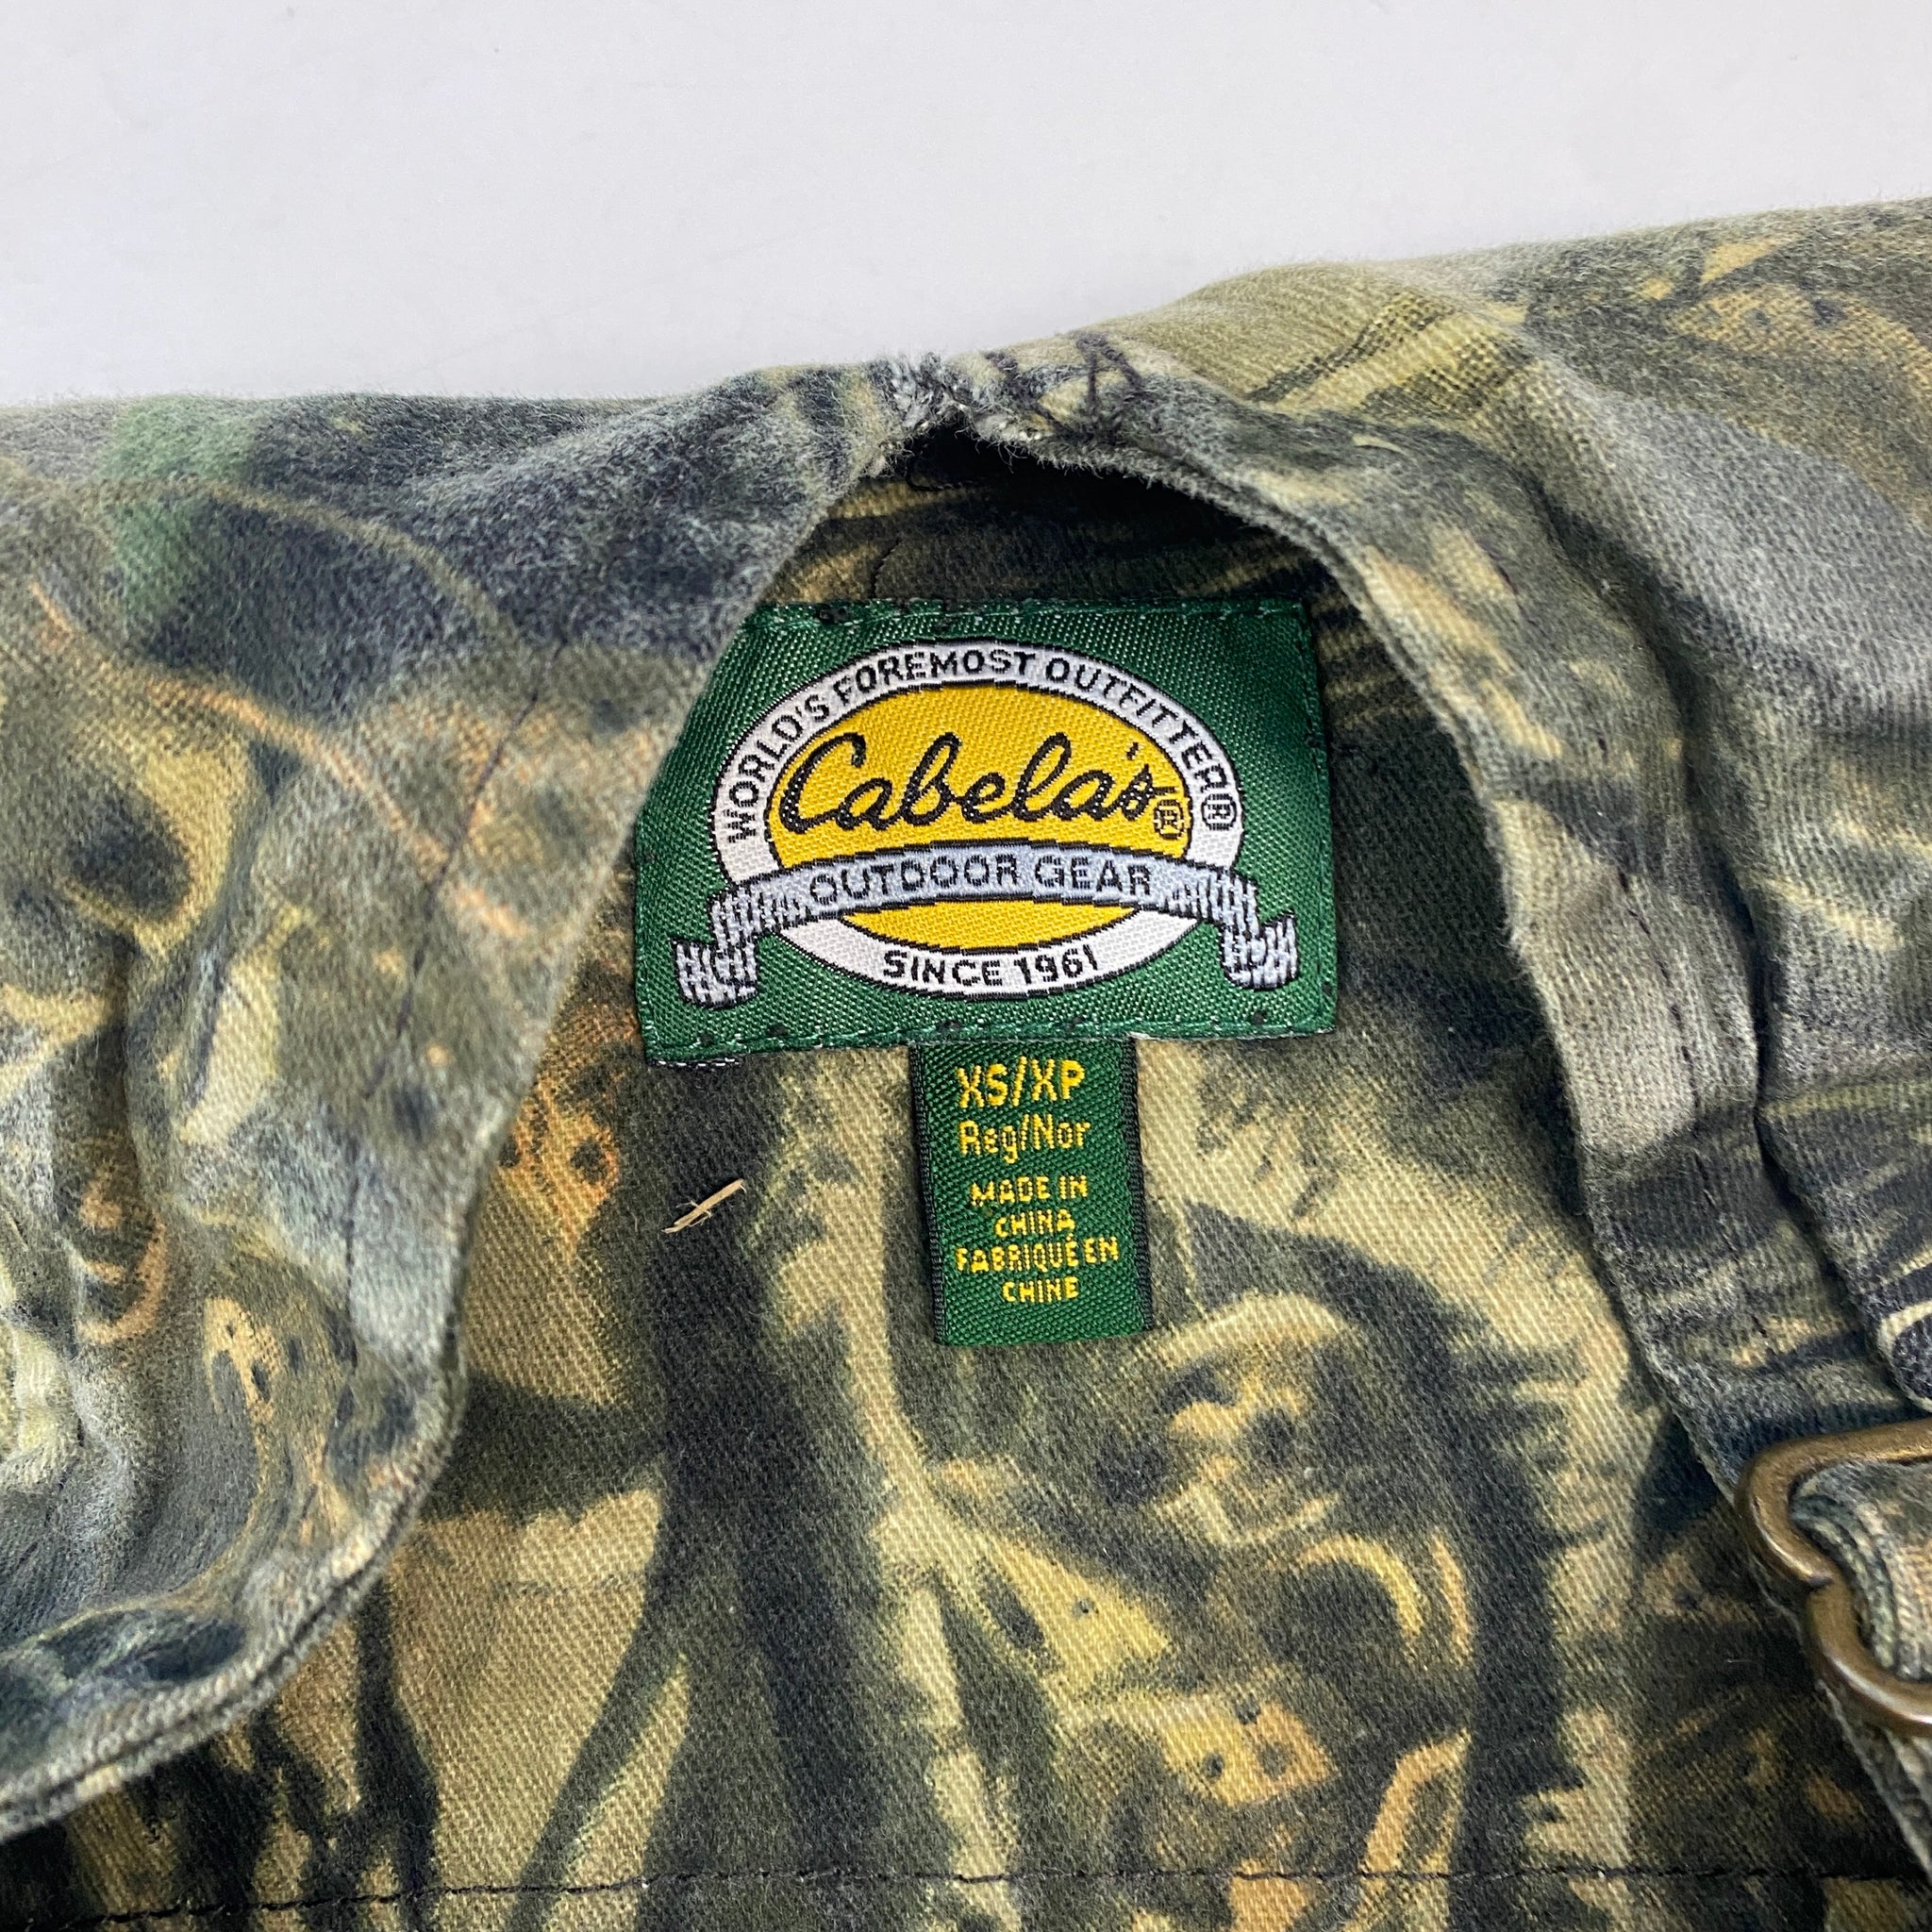 WORLD'S FOREMOST OUTFITTER®
Cabela's®
OUTDOOR GEAR
SINCE 1961
XS/XP
Reg/Nor
MADE IN
CHINA
FABRIQUÉ EN
CHINE